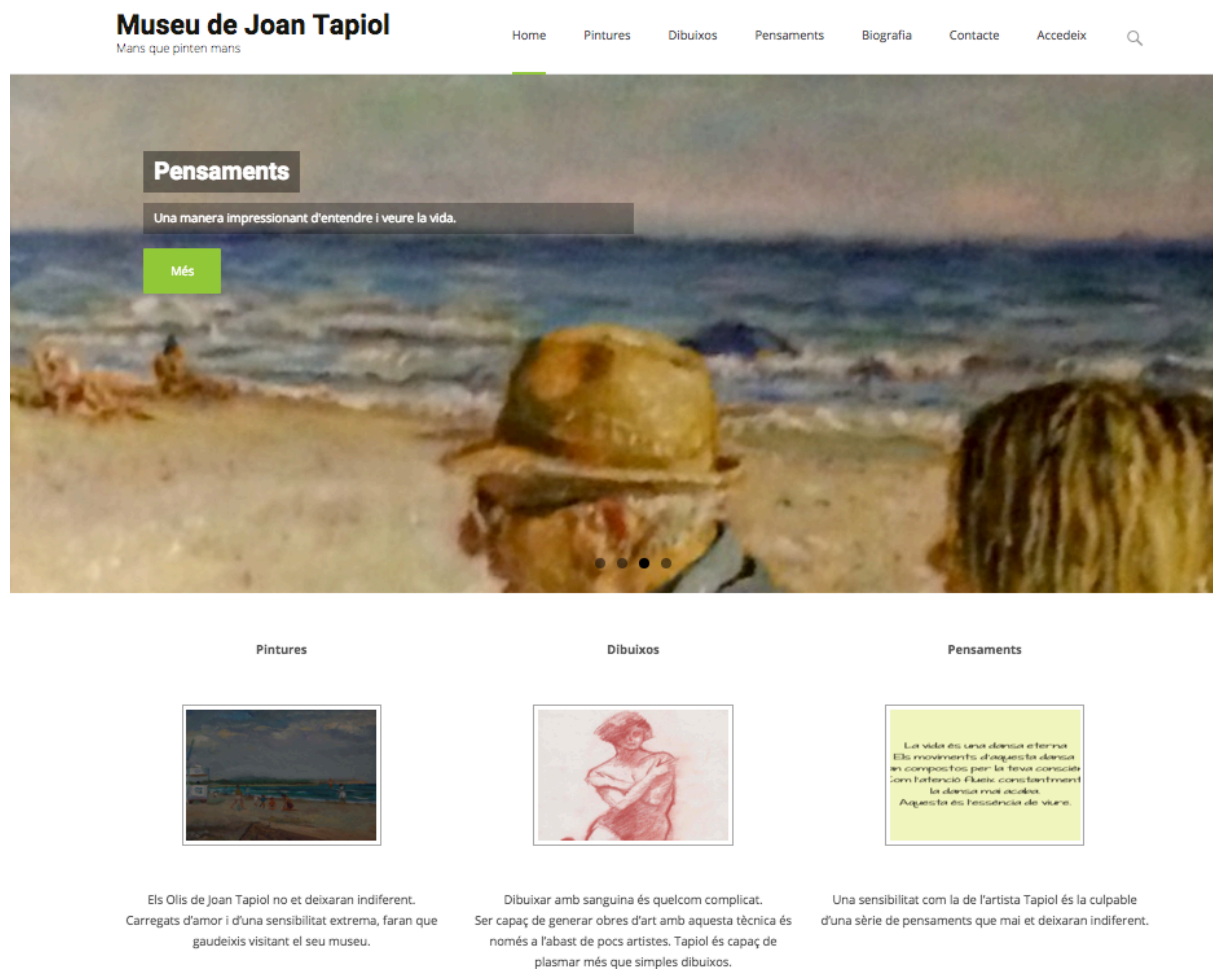 Museu de Joan Tapiol
Mans que pinten mans
Home Pintures Dibuixos Pensaments Biografia Contacte Accedeix
Pensaments
Una manera impressionant d'entendre i veure la vida.
Més
Pintures
Els Olis de Joan Tapiol no et deixaran indiferent.
Carregats d'amor i d'una sensibilitat extrema, faran que
gaudeixis visitant el seu museu.
Dibuixos
Dibuixar amb sanguina és quelcom complicat.
Ser capaç de generar obres d'art amb aquesta tècnica és
només a l'abast de pocs artistes. Tapiol és capaç de
plasmar més que simples dibuixos.
Pensaments
La vida és una dansa eterna
Els moviments d'aquesta dansa
compostos per la teva
l'atenció flueix
la dansa mai acaba.
Aquesta és l'essència de viure.
Una sensibilitat com la de l'artista Tapiol és la culpable
d'una sèrie de pensaments que mai et deixaran indiferent.